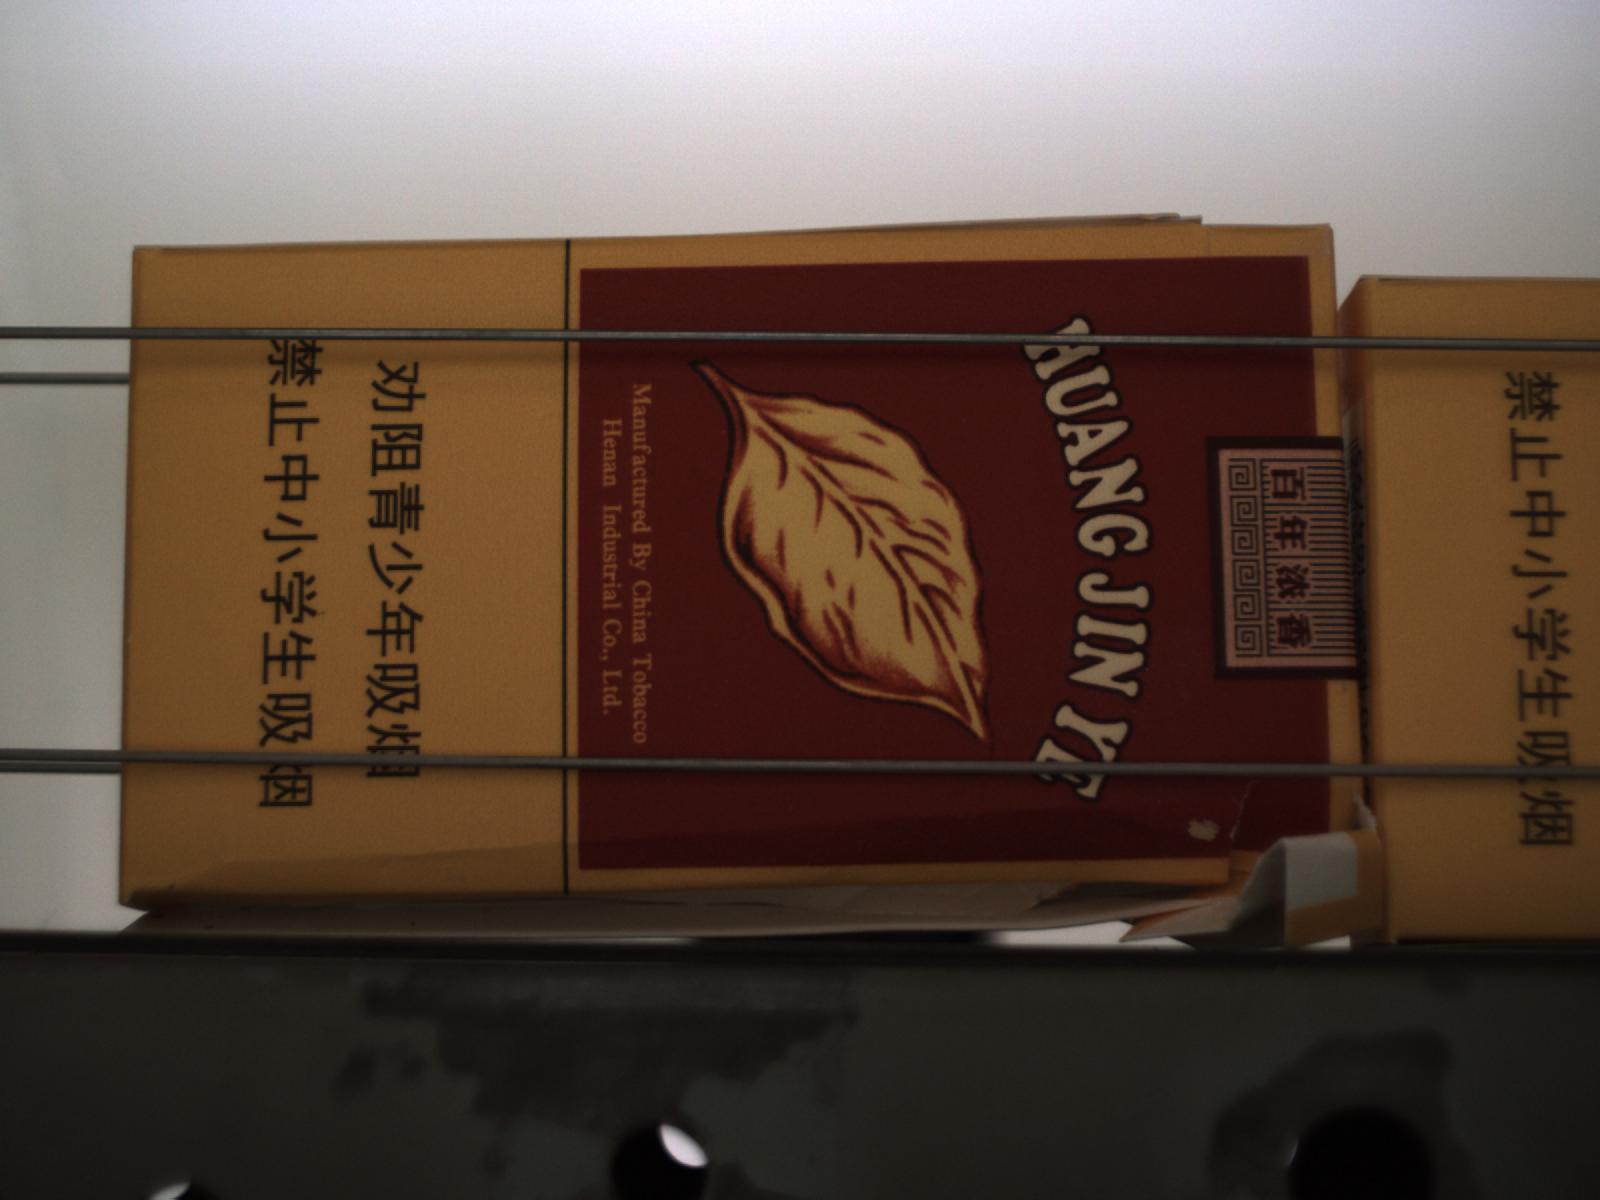 百年浓香
HUANG JIN YE
Manufactured By China Tobacco
Henan Industrial Co., Ltd.
劝阻青少年吸烟
禁止中小学生吸烟
禁止中小学生吸烟